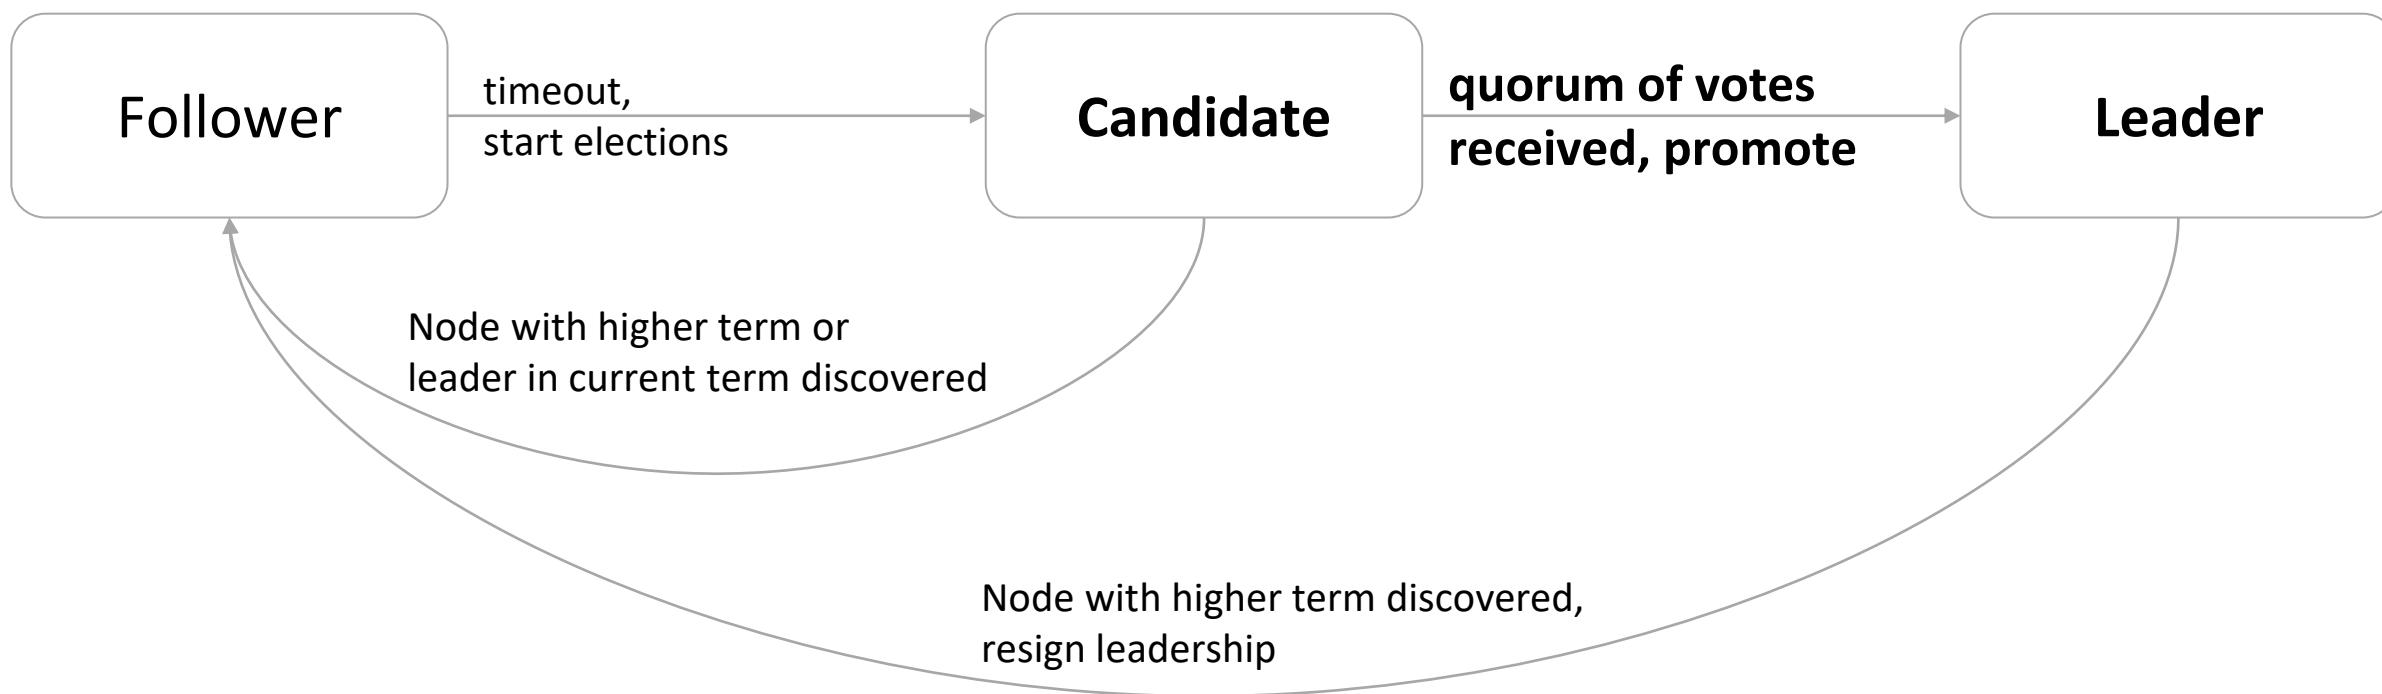 Follower
timeout,
start elections
Candidate
quorum of votes
received, promote
Leader
Node with higher term or
leader in current term discovered
Node with higher term discovered,
resign leadership